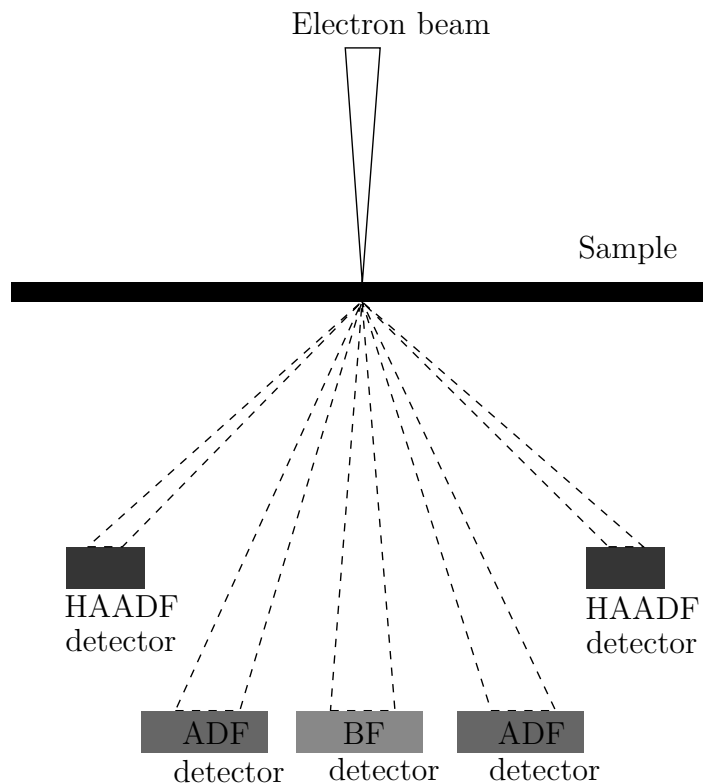 Electron beam
Sample
HAADF
detector
HAADF
detector
ADF
detector
BF
detector
ADF
detector